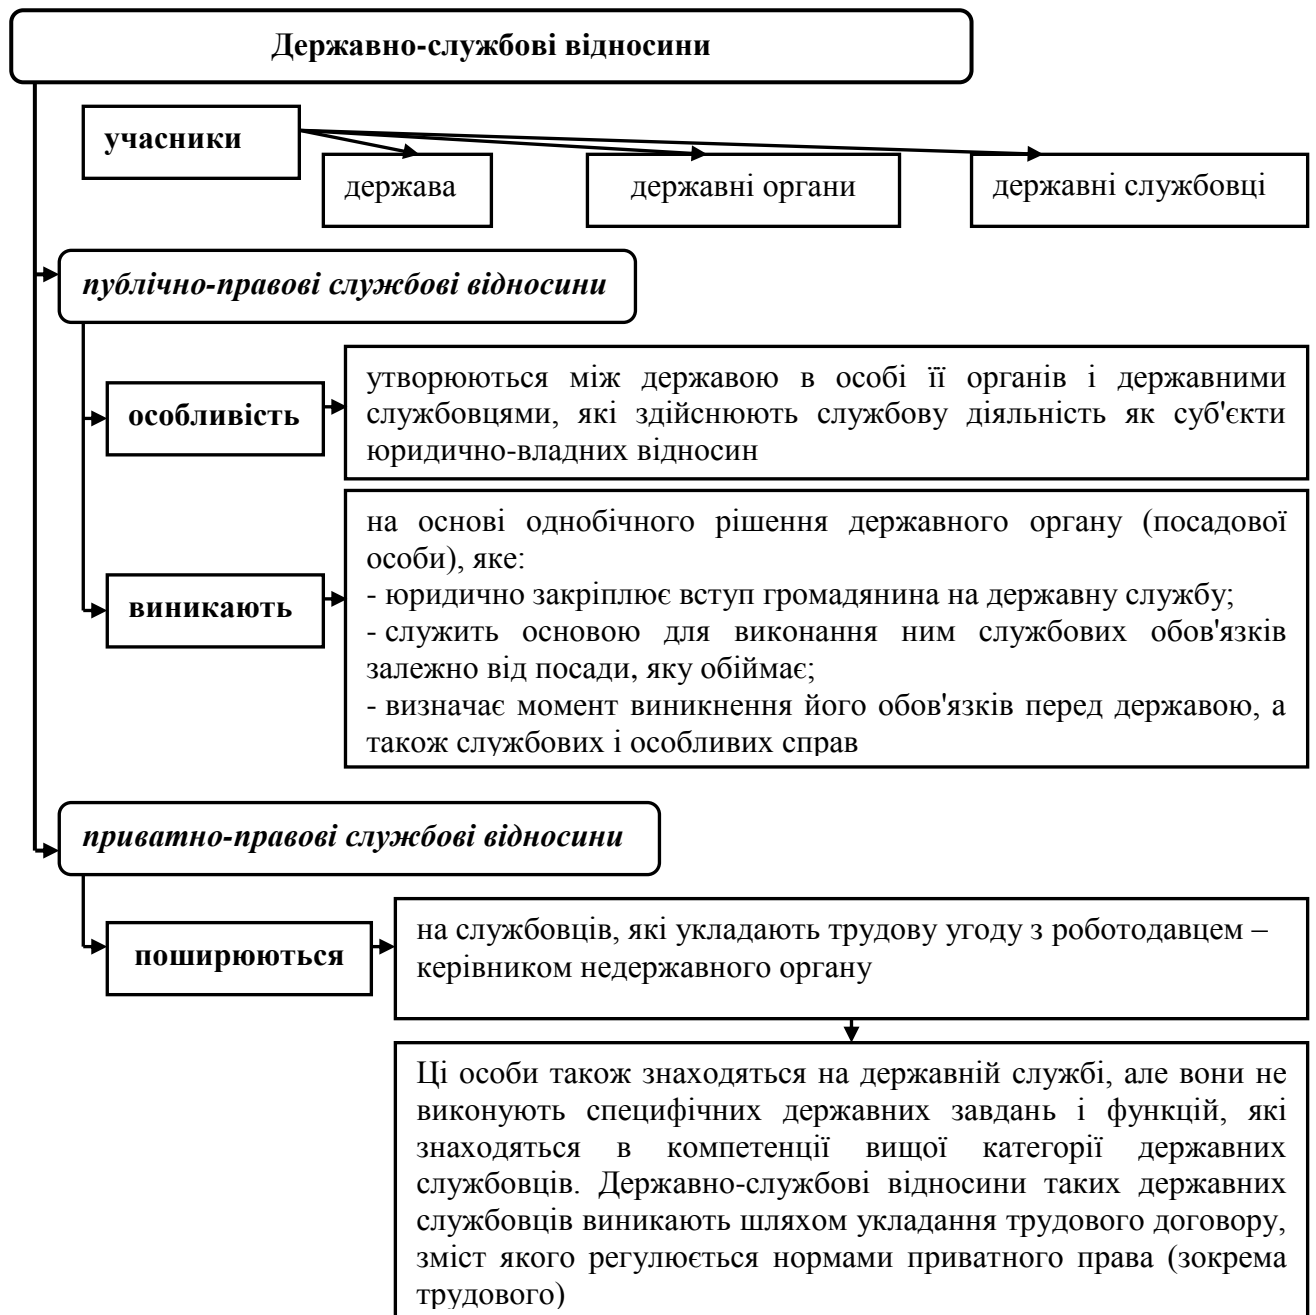 Державно-службові відносини
учасники
держава
державні органи
державні службовці
публічно-правові службові відносини
особливість
утворюються між державою в особі її органів і державними
службовцями, які здійснюють службову діяльність як суб'єкти
юридично-владних відносин
виникають
на основі однобічного рішення державного органу (посадової
особи), яке:
- юридично закріплює вступ громадянина на державну службу;
- служить основою для виконання ним службових обов'язків
залежно від посади, яку обіймає;
- визначає момент виникнення його обов'язків перед державою, а
також службових і особливих справ
приватно-правові службові відносини
поширюються
на службовців, які укладають трудову угоду з роботодавцем –
керівником недержавного органу
Ці особи також знаходяться на державній службі, але вони не
виконують специфічних державних завдань і функцій, які
знаходяться в компетенції вищої категорії державних
службовців. Державно-службові відносини таких державних
службовців виникають шляхом укладання трудового договору,
зміст якого регулюється нормами приватного права (зокрема
трудового)